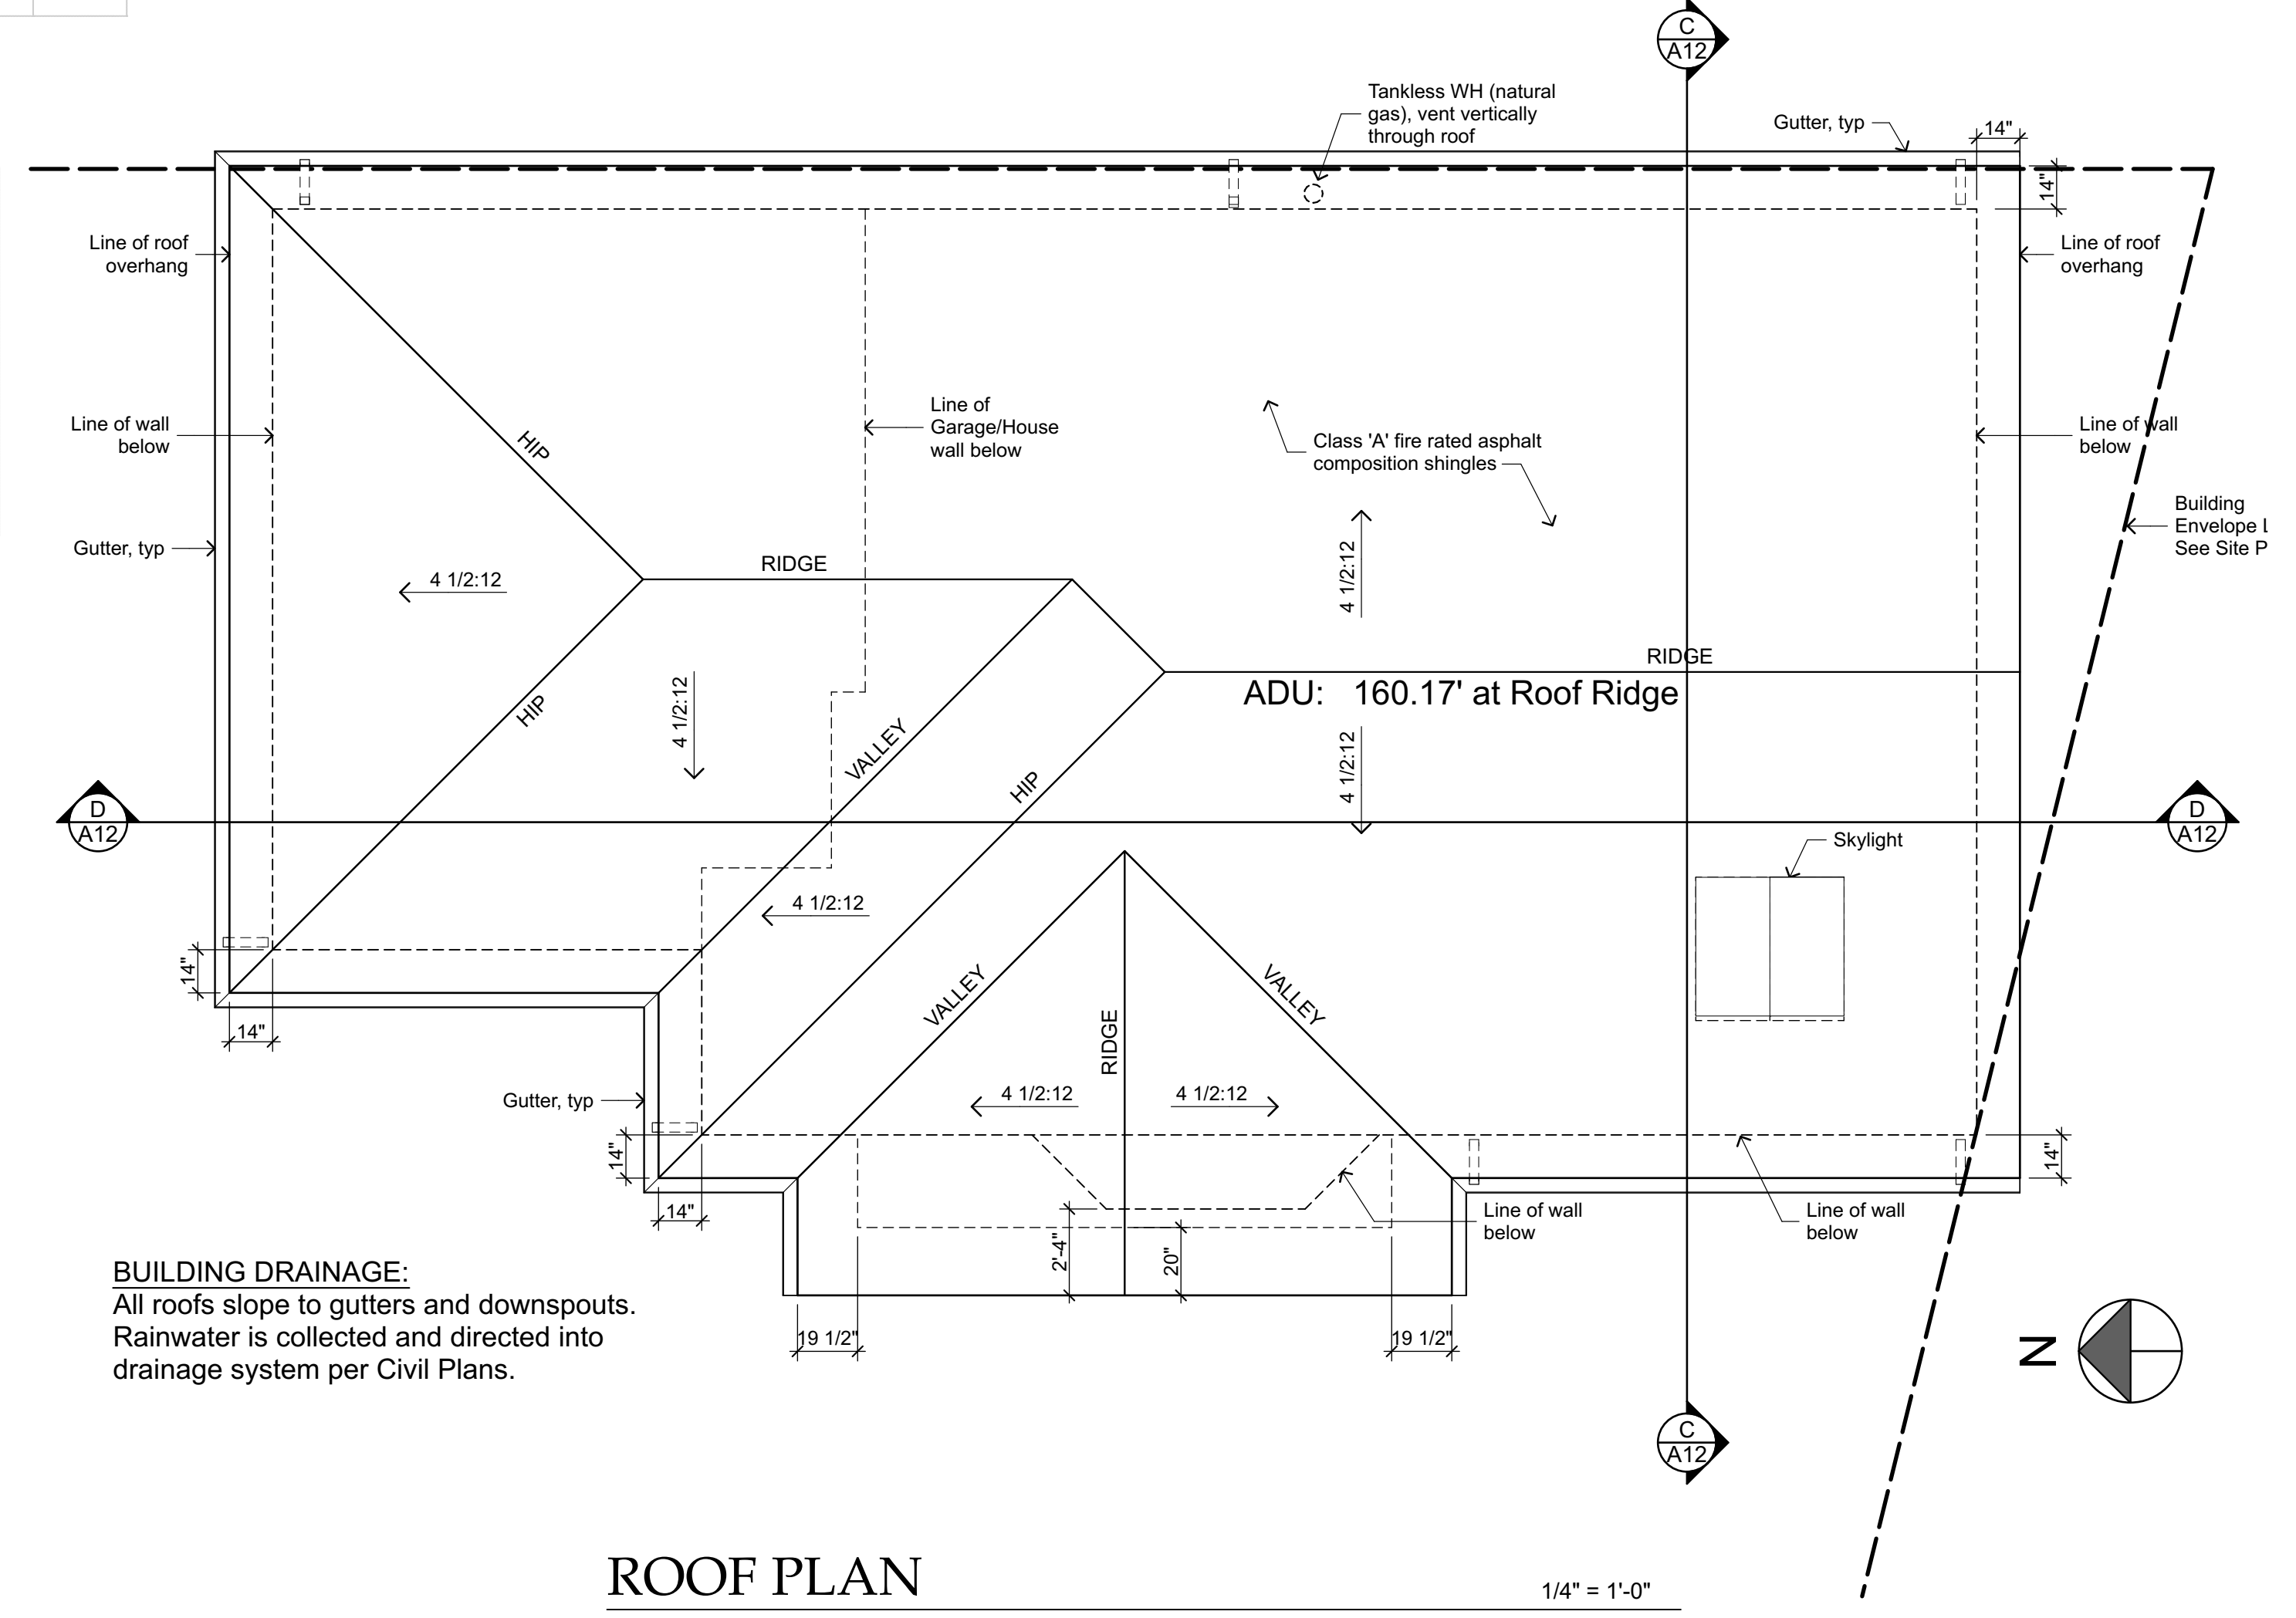 C
A12
Tankless WH (natural
gas), vent vertically
through roof
Gutter, typ
14"
14"
Line of roof
overhang
Line of roof
overhang
Line of wall
below
HIP
Line of
Garage/House
wall below
Class 'A' fire rated asphalt
composition shingles
Line of wall
below
Building
Envelope L
See Site P
Gutter, typ
4 1/2:12
RIDGE
4 1/2:12
RIDGE
ADU: 160.17' at Roof Ridge
HIP
4 1/2:12
VALLEY
HIP
4 1/2:12
D
A12
D
A12
Skylight
4 1/2:12
14"
14"
VALLEY
RIDGE
VALLEY
Gutter, typ
4 1/2:12
4 1/2:12
14"
14"
14"
2'-4"
20"
Line of wall
below
Line of wall
below
19 1/2"
19 1/2"
BUILDING DRAINAGE:
All roofs slope to gutters and downspouts.
Rainwater is collected and directed into
drainage system per Civil Plans.
N
C
A12
ROOF PLAN
1/4" = 1'-0"